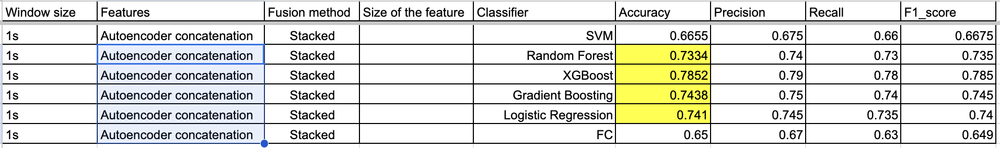 Window size Features Fusion method Size of the feature Classifier Accuracy Precision Recall F1_score
1s Autoencoder concatenation Stacked SVM 0.6655 0.675 0.66 0.6675
1s Autoencoder concatenation Stacked Random Forest 0.7334 0.74 0.73 0.735
1s Autoencoder concatenation Stacked XGBoost 0.7852 0.79 0.78 0.785
1s Autoencoder concatenation Stacked Gradient Boosting 0.7438 0.75 0.74 0.745
1s Autoencoder concatenation Stacked Logistic Regression 0.741 0.745 0.735 0.74
1s Autoencoder concatenation Stacked FC 0.65 0.67 0.63 0.649